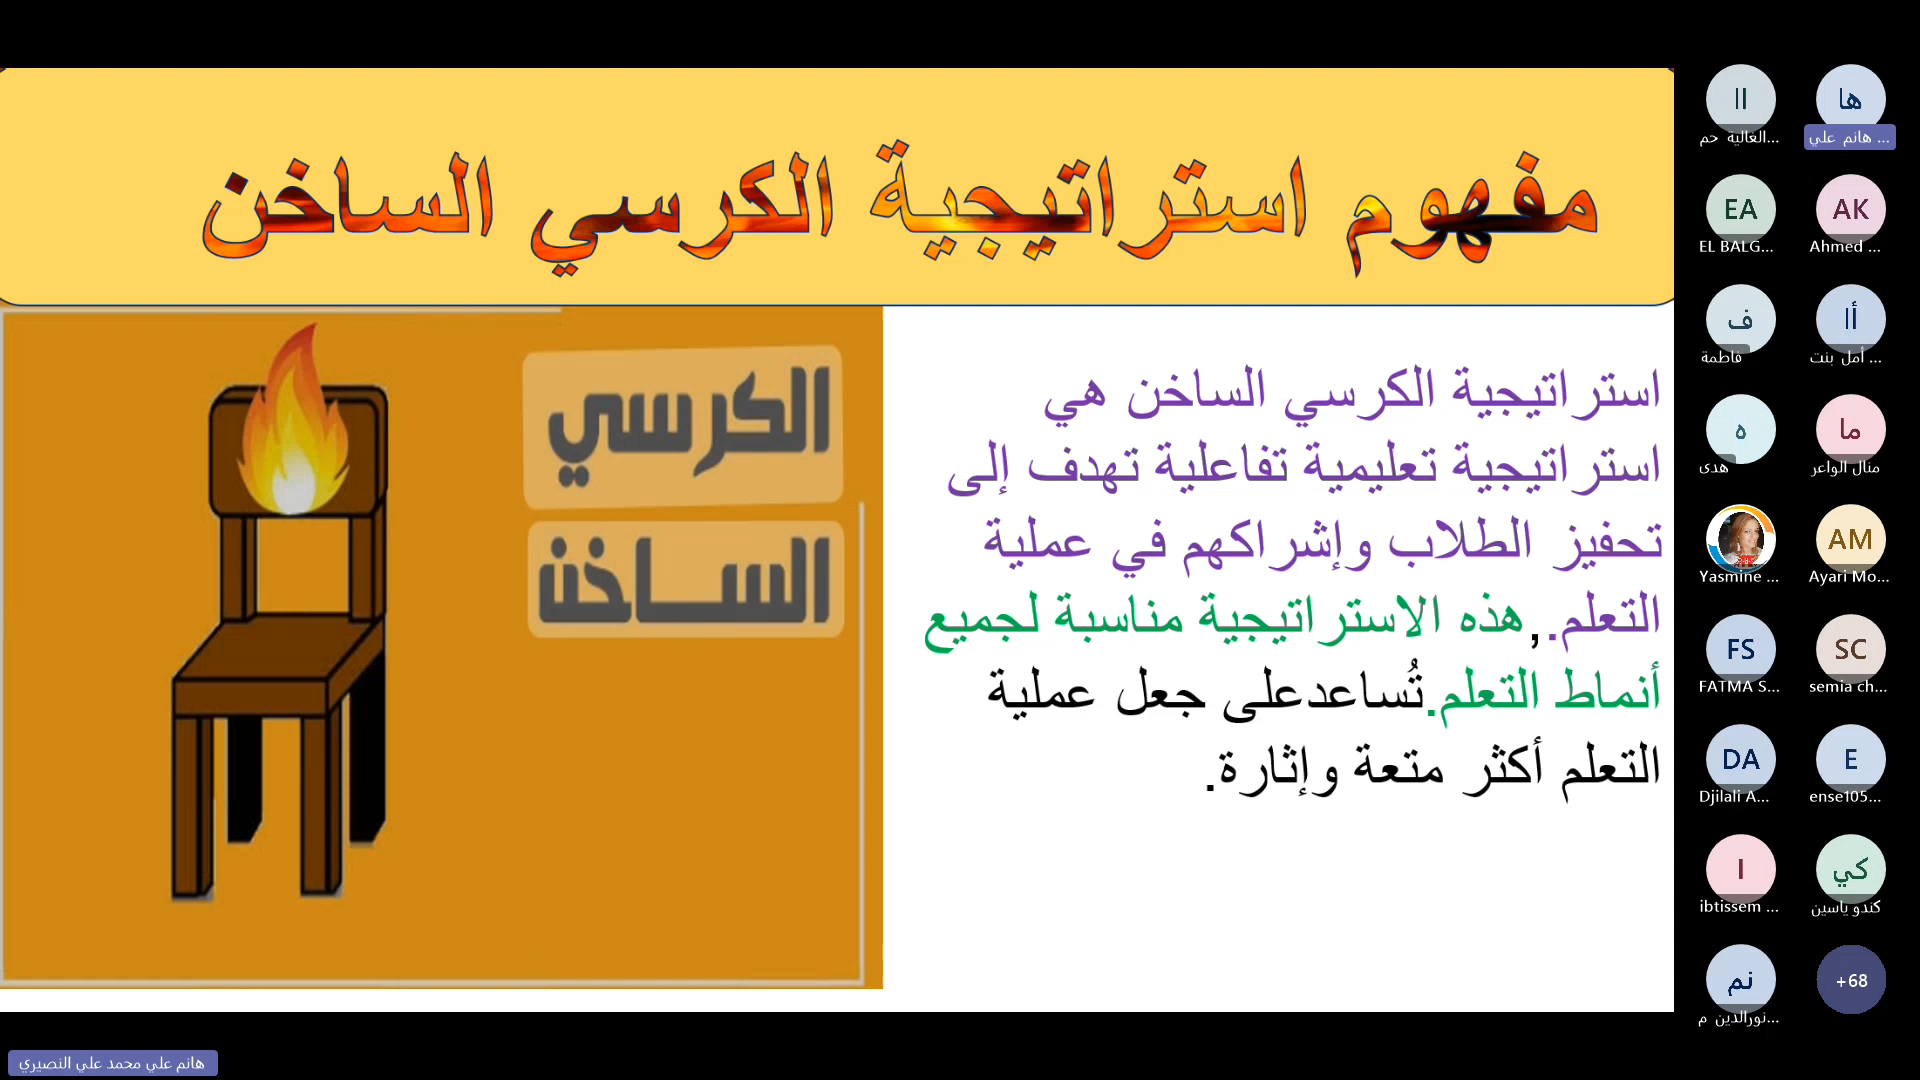 مفهوم استراتيجية الكرسي الساخن
استراتيجية الكرسي الساخن هي
استراتيجية تعليمية تفاعلية تهدف إلى
تحفيز الطلاب وإشراكهم في عملية
التعلم.,هذه الاستراتيجية مناسبة لجميع
أنماط التعلم.تُساعدعلى جعل عملية
التعلم أكثر متعة وإثارة.
الكرسي
الساخن
اا
الغالية حم...
ها
هانم علي ...
EA
EL BALG...
AK
Ahmed ...
ف
فاطمة
أا
أمل بنت ...
ه
هدى
ما
منال الواعر
Yasmine ...
AM
Ayari Mo...
FS
FATMA S...
SC
semia ch...
DA
Djilali A...
E
ense105...
I
ibtissem ...
كي
كندو ياسين
نم
نورالدين م...
+68
هانم علي محمد علي النصيري